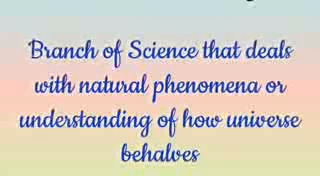 Branch of Science that deals
with natural phenomena or
understanding of how universe
behalves